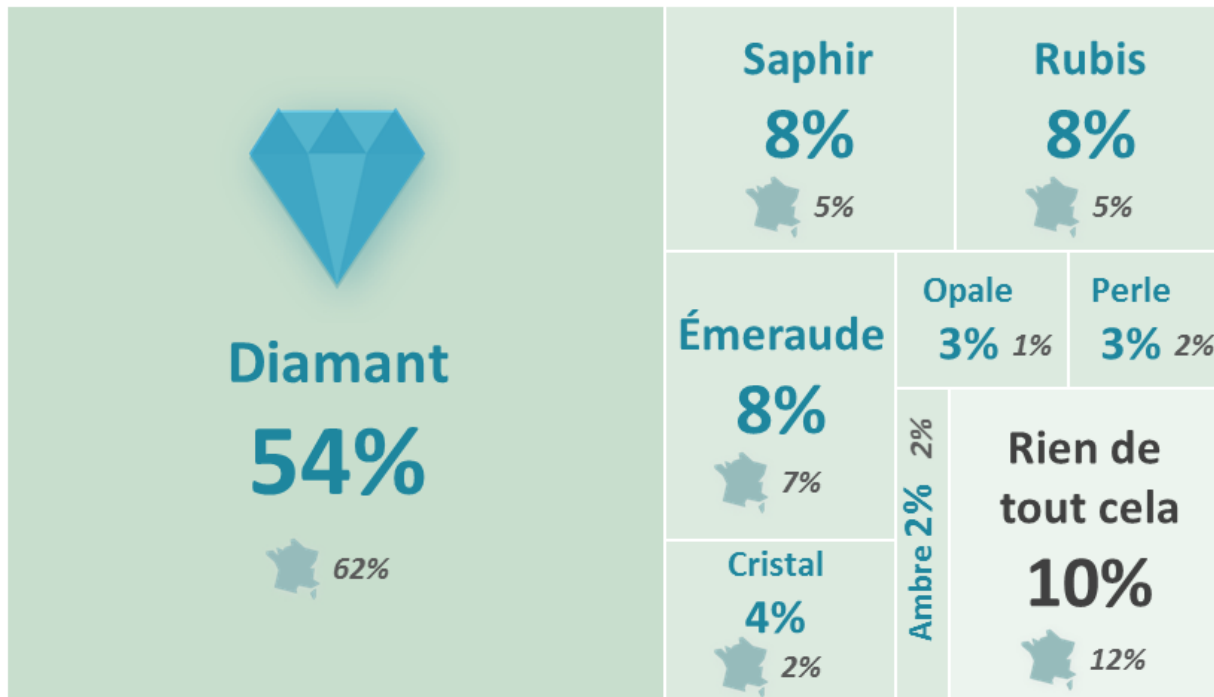 Diamant
54%
62%
Saphir
8%
5%
Rubis
8%
5%
Émeraude
8%
7%
Opale
3% 1%
Perle
3% 2%
Cristal
4%
2%
Ambre 2% 2%
Rien de
tout cela
10%
12%